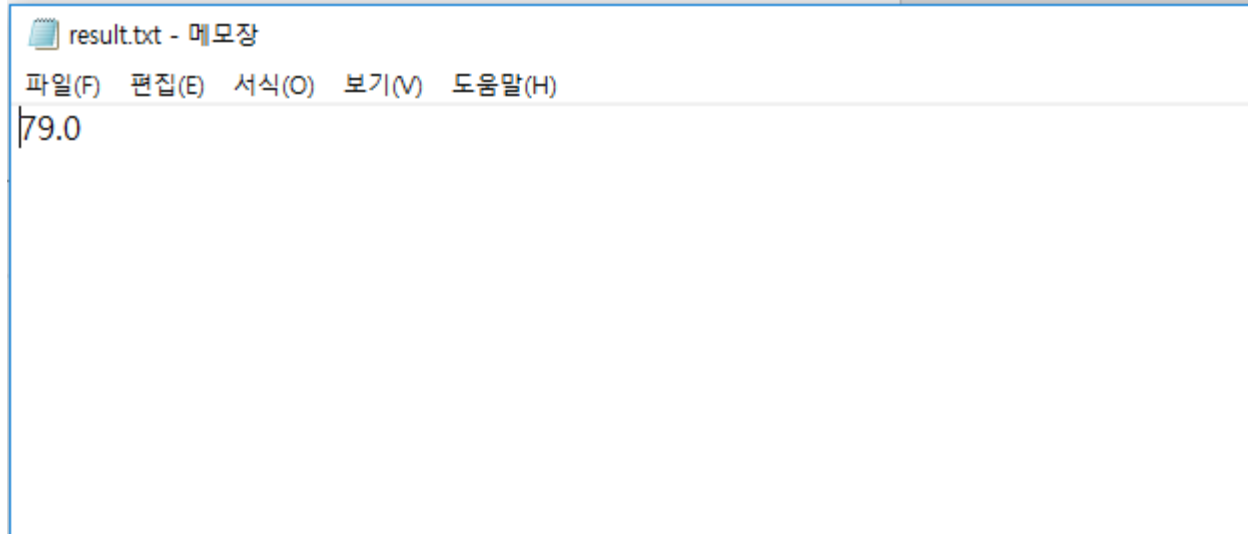 result.txt - 메모장
파일(F) 편집(E) 서식(O) 보기(V) 도움말(H)
79.0